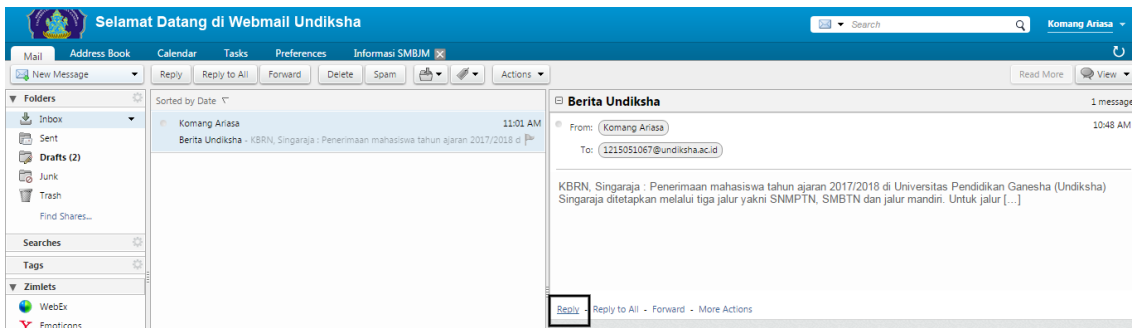 Selamat Datang di Webmail Undiksha
Search
Komang Ariasa
Mail Address Book Calendar Tasks Preferences Informasi SMBJM
New Message Reply Reply to All Forward Delete Spam Actions Read More View
Folders
Inbox
Sent
Drafts (2)
Junk
Trash
Find Shares...
Searches
Tags
Zimlets
WebEx
Emoticons
Sorted by Date
Komang Ariasa 11:01 AM
Berita Undiksha - KBRN, Singaraja : Penerimaan mahasiswa tahun ajaran 2017/2018 d
Berita Undiksha 1 message
From: Komang Ariasa 10:48 AM
To: 1215051067@undiksha.ac.id
KBRN, Singaraja : Penerimaan mahasiswa tahun ajaran 2017/2018 di Universitas Pendidikan Ganesha (Undiksha)
Singaraja ditetapkan melalui tiga jalur yakni SNMPTN, SMBTN dan jalur mandiri. Untuk jalur […]
Reply - Reply to All - Forward - More Actions